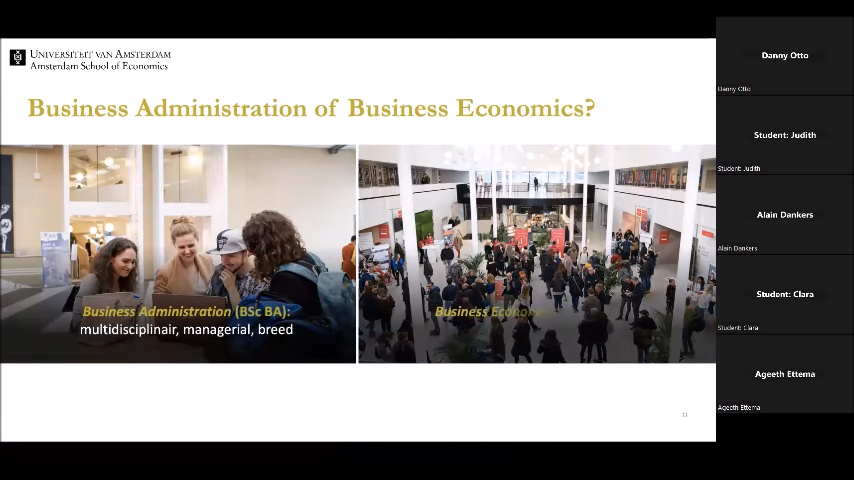 UNIVERSITEIT VAN AMSTERDAM
Amsterdam School of Economics
Business Administration of Business Economics?
Business Administration (BSc BA):
multidisciplinair, managerial, breed
Business
11
Danny Otto
Danny Otto
Student: Judith
Student: Judith
Alain Dankers
Alain Dankers
Student: Clara
Student: Clara
Ageeth Ettema
Ageeth Ettema